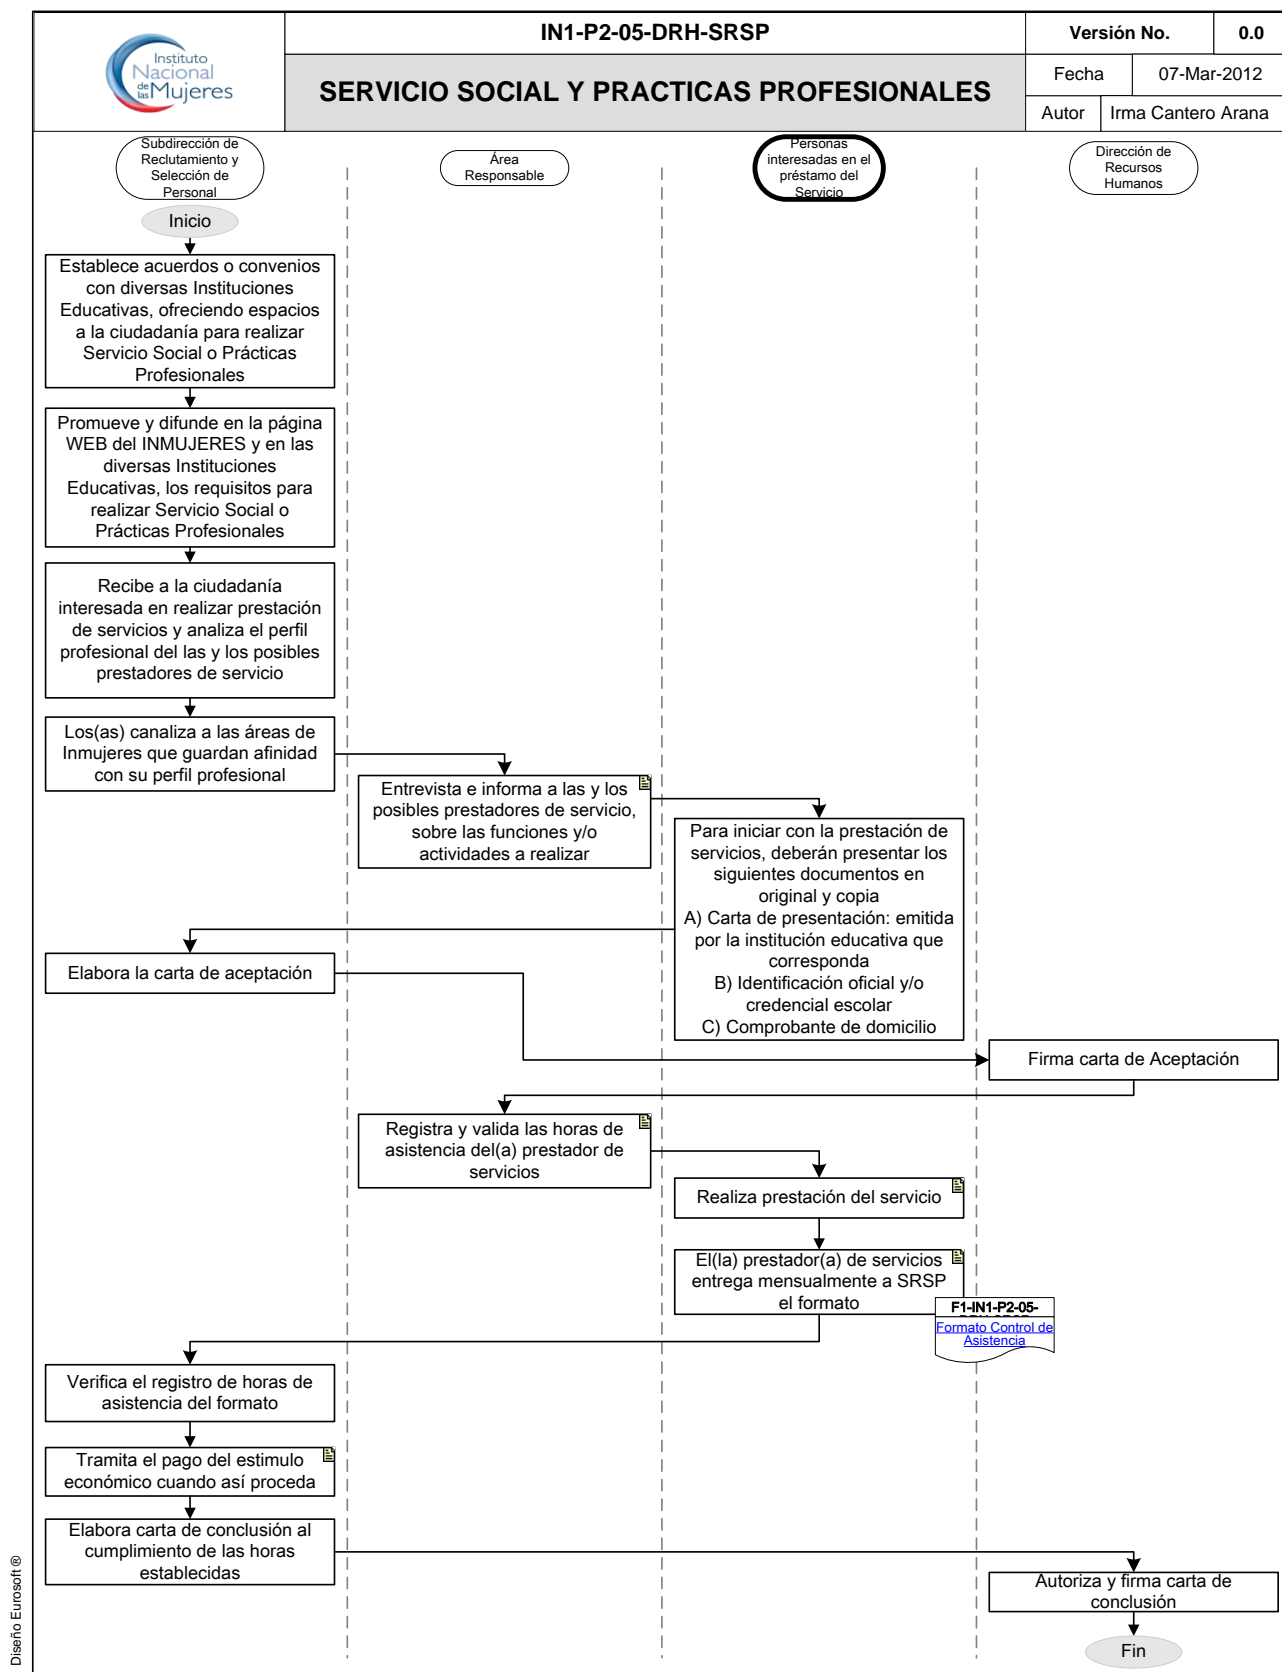 IN1-P2-05-DRH-SRSP
Versión No.
0.0
Instituto
Nacional
de las Mujeres
SERVICIO SOCIAL Y PRACTICAS PROFESIONALES
Fecha
07-Mar-2012
Autor
Irma Cantero Arana
Subdirección de
Reclutamiento y
Selección de
Personal
Área
Responsable
Personas
interesadas en el
préstamo del
Servicio
Dirección de
Recursos
Humanos
Inicio
Establece acuerdos o convenios
con diversas Instituciones
Educativas, ofreciendo espacios
a la ciudadanía para realizar
Servicio Social o Prácticas
Profesionales
Promueve y difunde en la página
WEB del INMUJERES y en las
diversas Instituciones
Educativas, los requisitos para
realizar Servicio Social o
Prácticas Profesionales
Recibe a la ciudadanía
interesada en realizar prestación
de servicios y analiza el perfil
profesional del las y los posibles
prestadores de servicio
Los(as) canaliza a las áreas de
Inmujeres que guardan afinidad
con su perfil profesional
Entrevista e informa a las y los
posibles prestadores de servicio,
sobre las funciones y/o
actividades a realizar
Para iniciar con la prestación de
servicios, deberán presentar los
siguientes documentos en
original y copia
A) Carta de presentación: emitida
por la institución educativa que
corresponda
B) Identificación oficial y/o
credencial escolar
C) Comprobante de domicilio
Elabora la carta de aceptación
Firma carta de Aceptación
Registra y valida las horas de
asistencia del(a) prestador de
servicios
Realiza prestación del servicio
El(la) prestador(a) de servicios
entrega mensualmente a SRSP
el formato
F1-IN1-P2-05-
Formato Control de
Asistencia
Verifica el registro de horas de
asistencia del formato
Tramita el pago del estimulo
económico cuando así proceda
Elabora carta de conclusión al
cumplimiento de las horas
establecidas
Autoriza y firma carta de
conclusión
Fin
Diseño Eurosoft ®